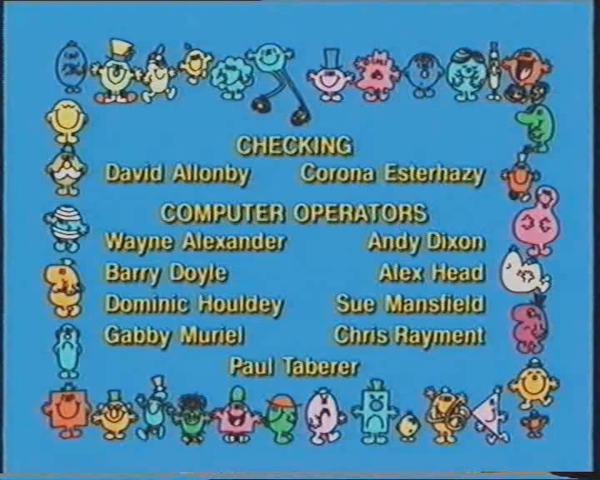 CHECKING
David Allonby Corona Esterhazy
COMPUTER OPERATORS
Wayne Alexander Andy Dixon
Barry Doyle Alex Head
Dominic Houldey Sue Mansfield
Gabby Muriel Chris Rayment
Paul Taberer